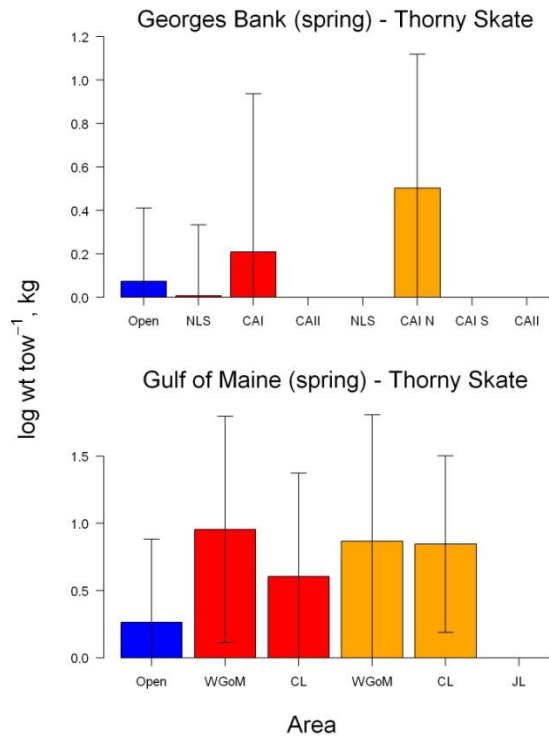 Georges Bank (spring) - Thorny Skate
1.2
1.0
0.8
0.6
0.4
0.2
0.0
Open NLS CAI CAII NLS CAI N CAI S CAII
log wt tow⁻¹, kg
Gulf of Maine (spring) - Thorny Skate
1.5
1.0
0.5
0.0
Open WGoM CL WGoM CL JL
Area